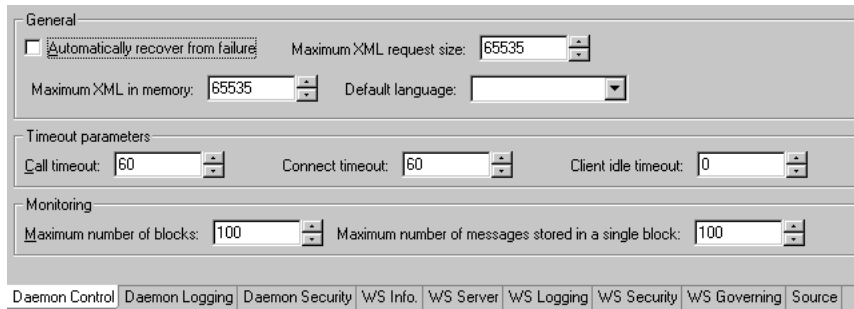 General
Automatically recover from failure Maximum XML request size: 65535
Maximum XML in memory: 65535 Default language:
Timeout parameters
Call timeout: 60 Connect timeout: 60 Client idle timeout: 0
Monitoring
Maximum number of blocks: 100 Maximum number of messages stored in a single block: 100
Daemon Control Daemon Logging Daemon Security WS Info. WS Server WS Logging WS Security WS Governing Source